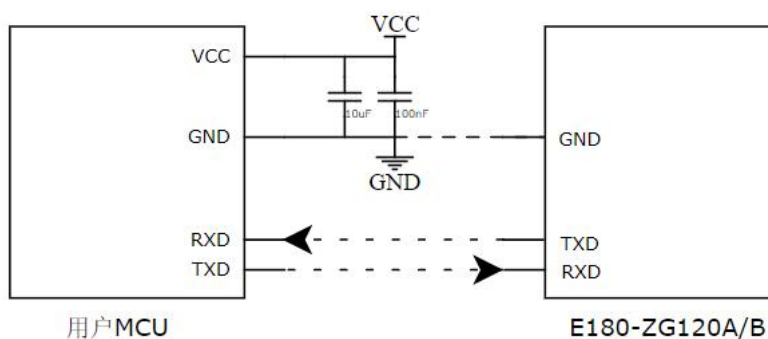 VCC
VCC
10uF
100nF
GND
GND
GND
RXD
TXD
TXD
RXD
用户MCU
E180-ZG120A/B